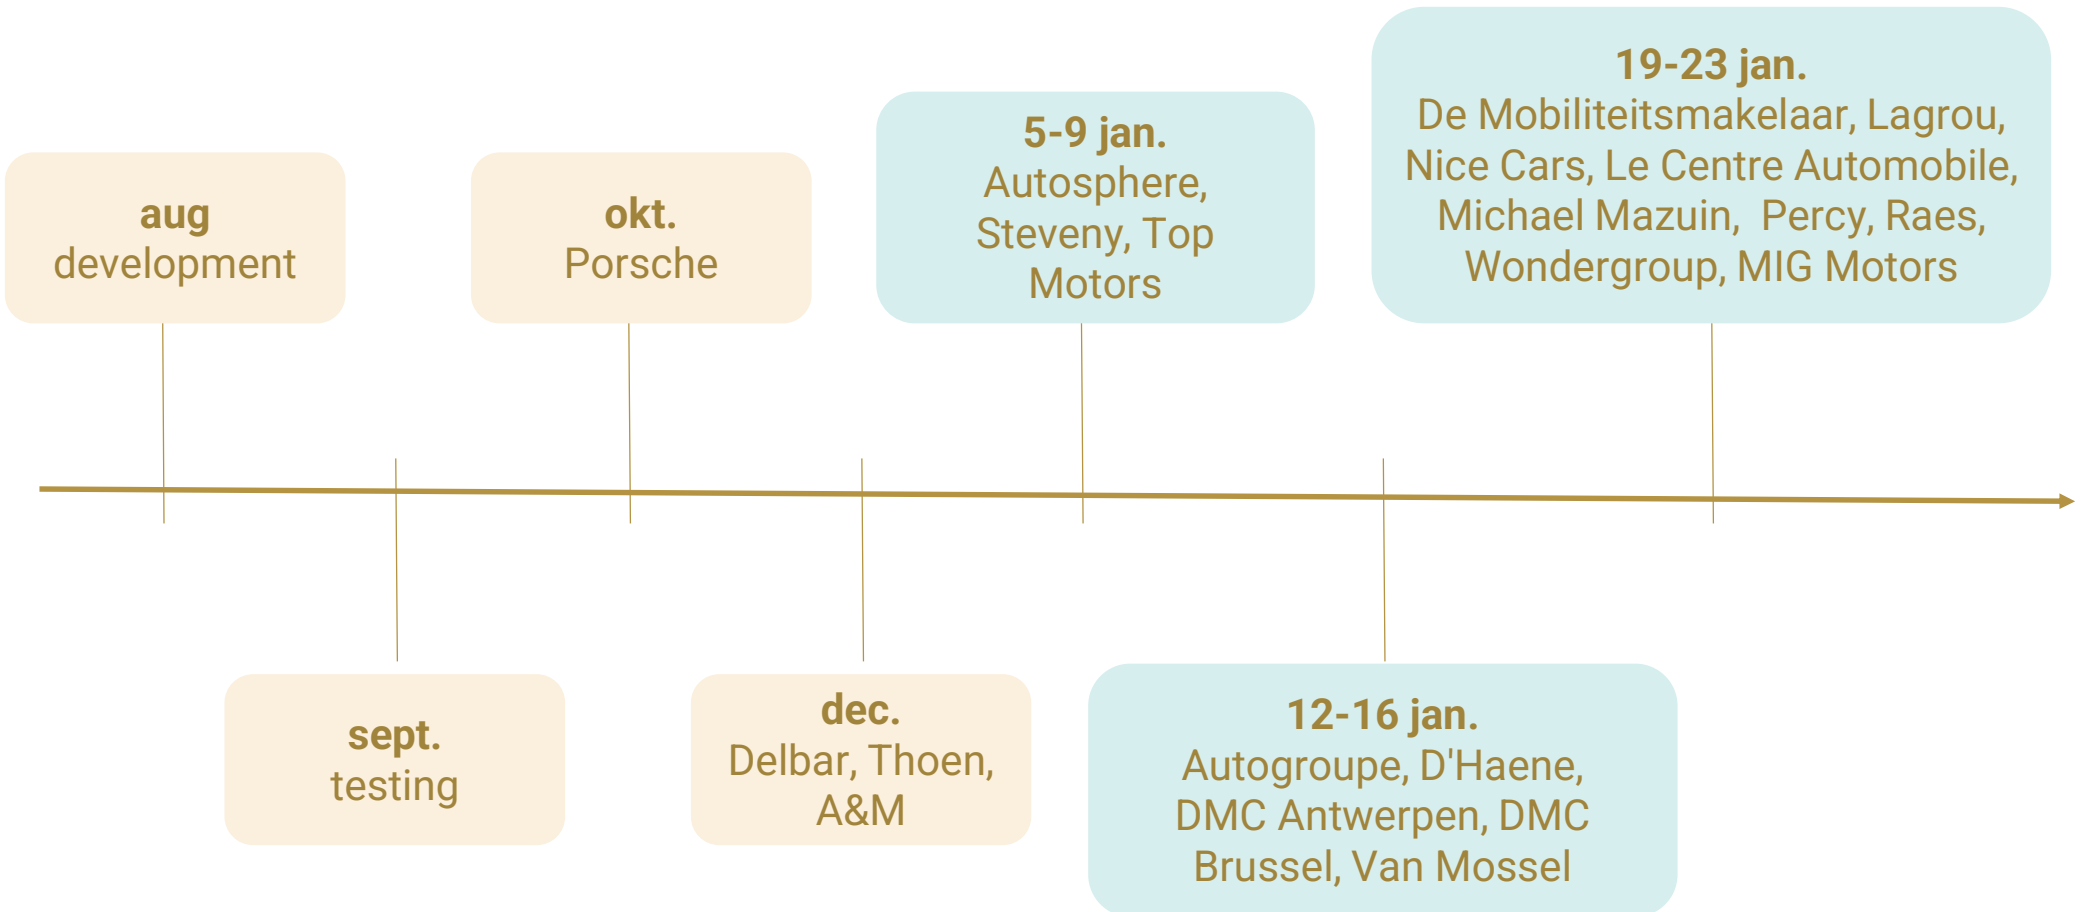 aug
development
sept.
testing
okt.
Porsche
dec.
Delbar, Thoen,
A&M
5-9 jan.
Autosphere,
Steveny, Top
Motors
12-16 jan.
Autogroupe, D'Haene,
DMC Antwerpen, DMC
Brussel, Van Mossel
19-23 jan.
De Mobiliteitsmakelaar, Lagrou,
Nice Cars, Le Centre Automobile,
Michael Mazuin,  Percy, Raes,
Wondergroup, MIG Motors